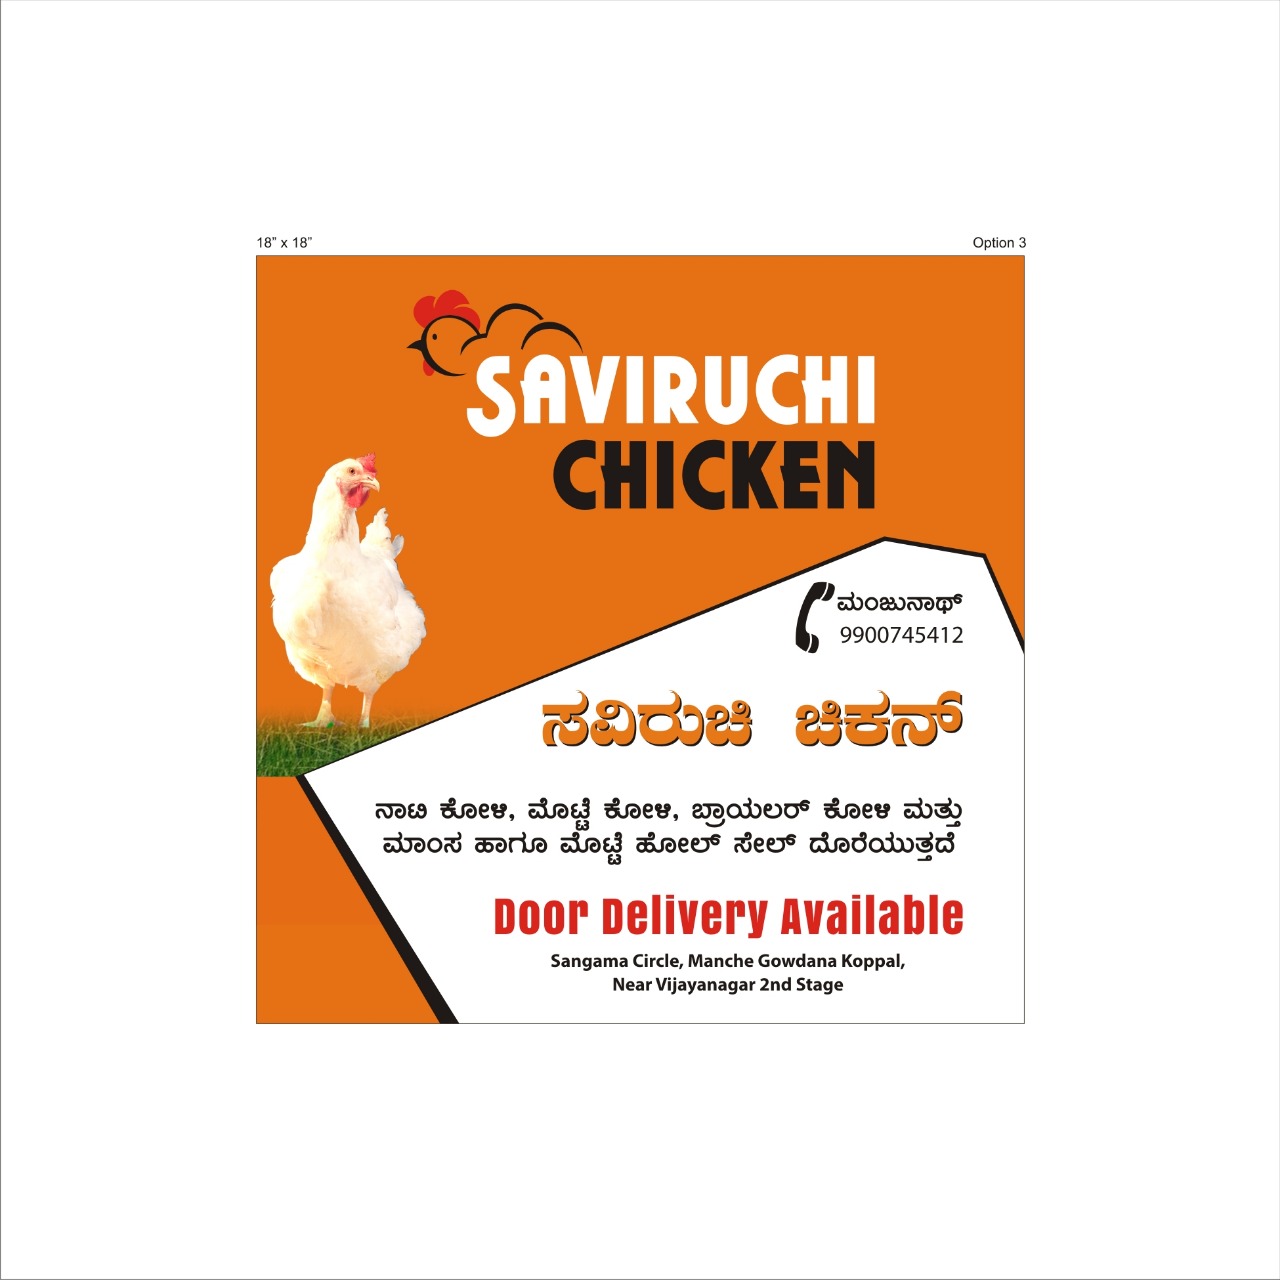 18” x 18”
Option 3
SAVIRUCHI
CHICKEN
ಮಂಜುನಾಥ್
9900745412
ಸವಿರುಚಿ ಚಿಕನ್
ನಾಟಿ ಕೋಳಿ, ಮೊಟ್ಟೆ ಕೋಳಿ, ಬ್ರಾಯಲರ್ ಕೋಳಿ ಮತ್ತು
ಮಾಂಸ ಹಾಗೂ ಮೊಟ್ಟೆ ಹೋಲ್ ಸೇಲ್ ದೊರೆಯುತ್ತದೆ
Door Delivery Available
Sangama Circle, Manche Gowdana Koppal,
Near Vijayanagar 2nd Stage